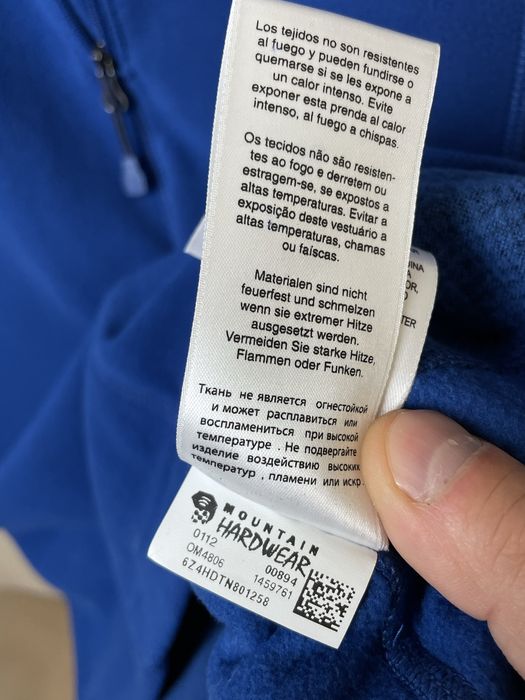 Los tejidos no son resistentes
al fuego y pueden fundirse o
quemarse si se les expone a
un calor intenso. Evite
exponer esta prenda al calor
intenso, al fuego a chispas.
Os tecidos não são resisten-
tes ao fogo e derretem ou
estragem-se, se expostos a
altas temperaturas. Evitar a
exposição deste vestuário a
altas temperaturas, chamas
ou faíscas.
Materialen sind nicht
feuerfest und schmelzen
wenn sie extremer Hitze
ausgesetzt werden.
Vermeiden Sie starke Hitze,
Flammen oder Funken.
Ткань не является огнестойкой
и может расплавиться или
воспламениться при высокой
температуре . Не подвергайте
изделие воздействию высоких
температур , пламени или искр.
MOUNTAIN
HARDWEAR
0112 00894
OM4806 1459761
6Z4HDTN801258